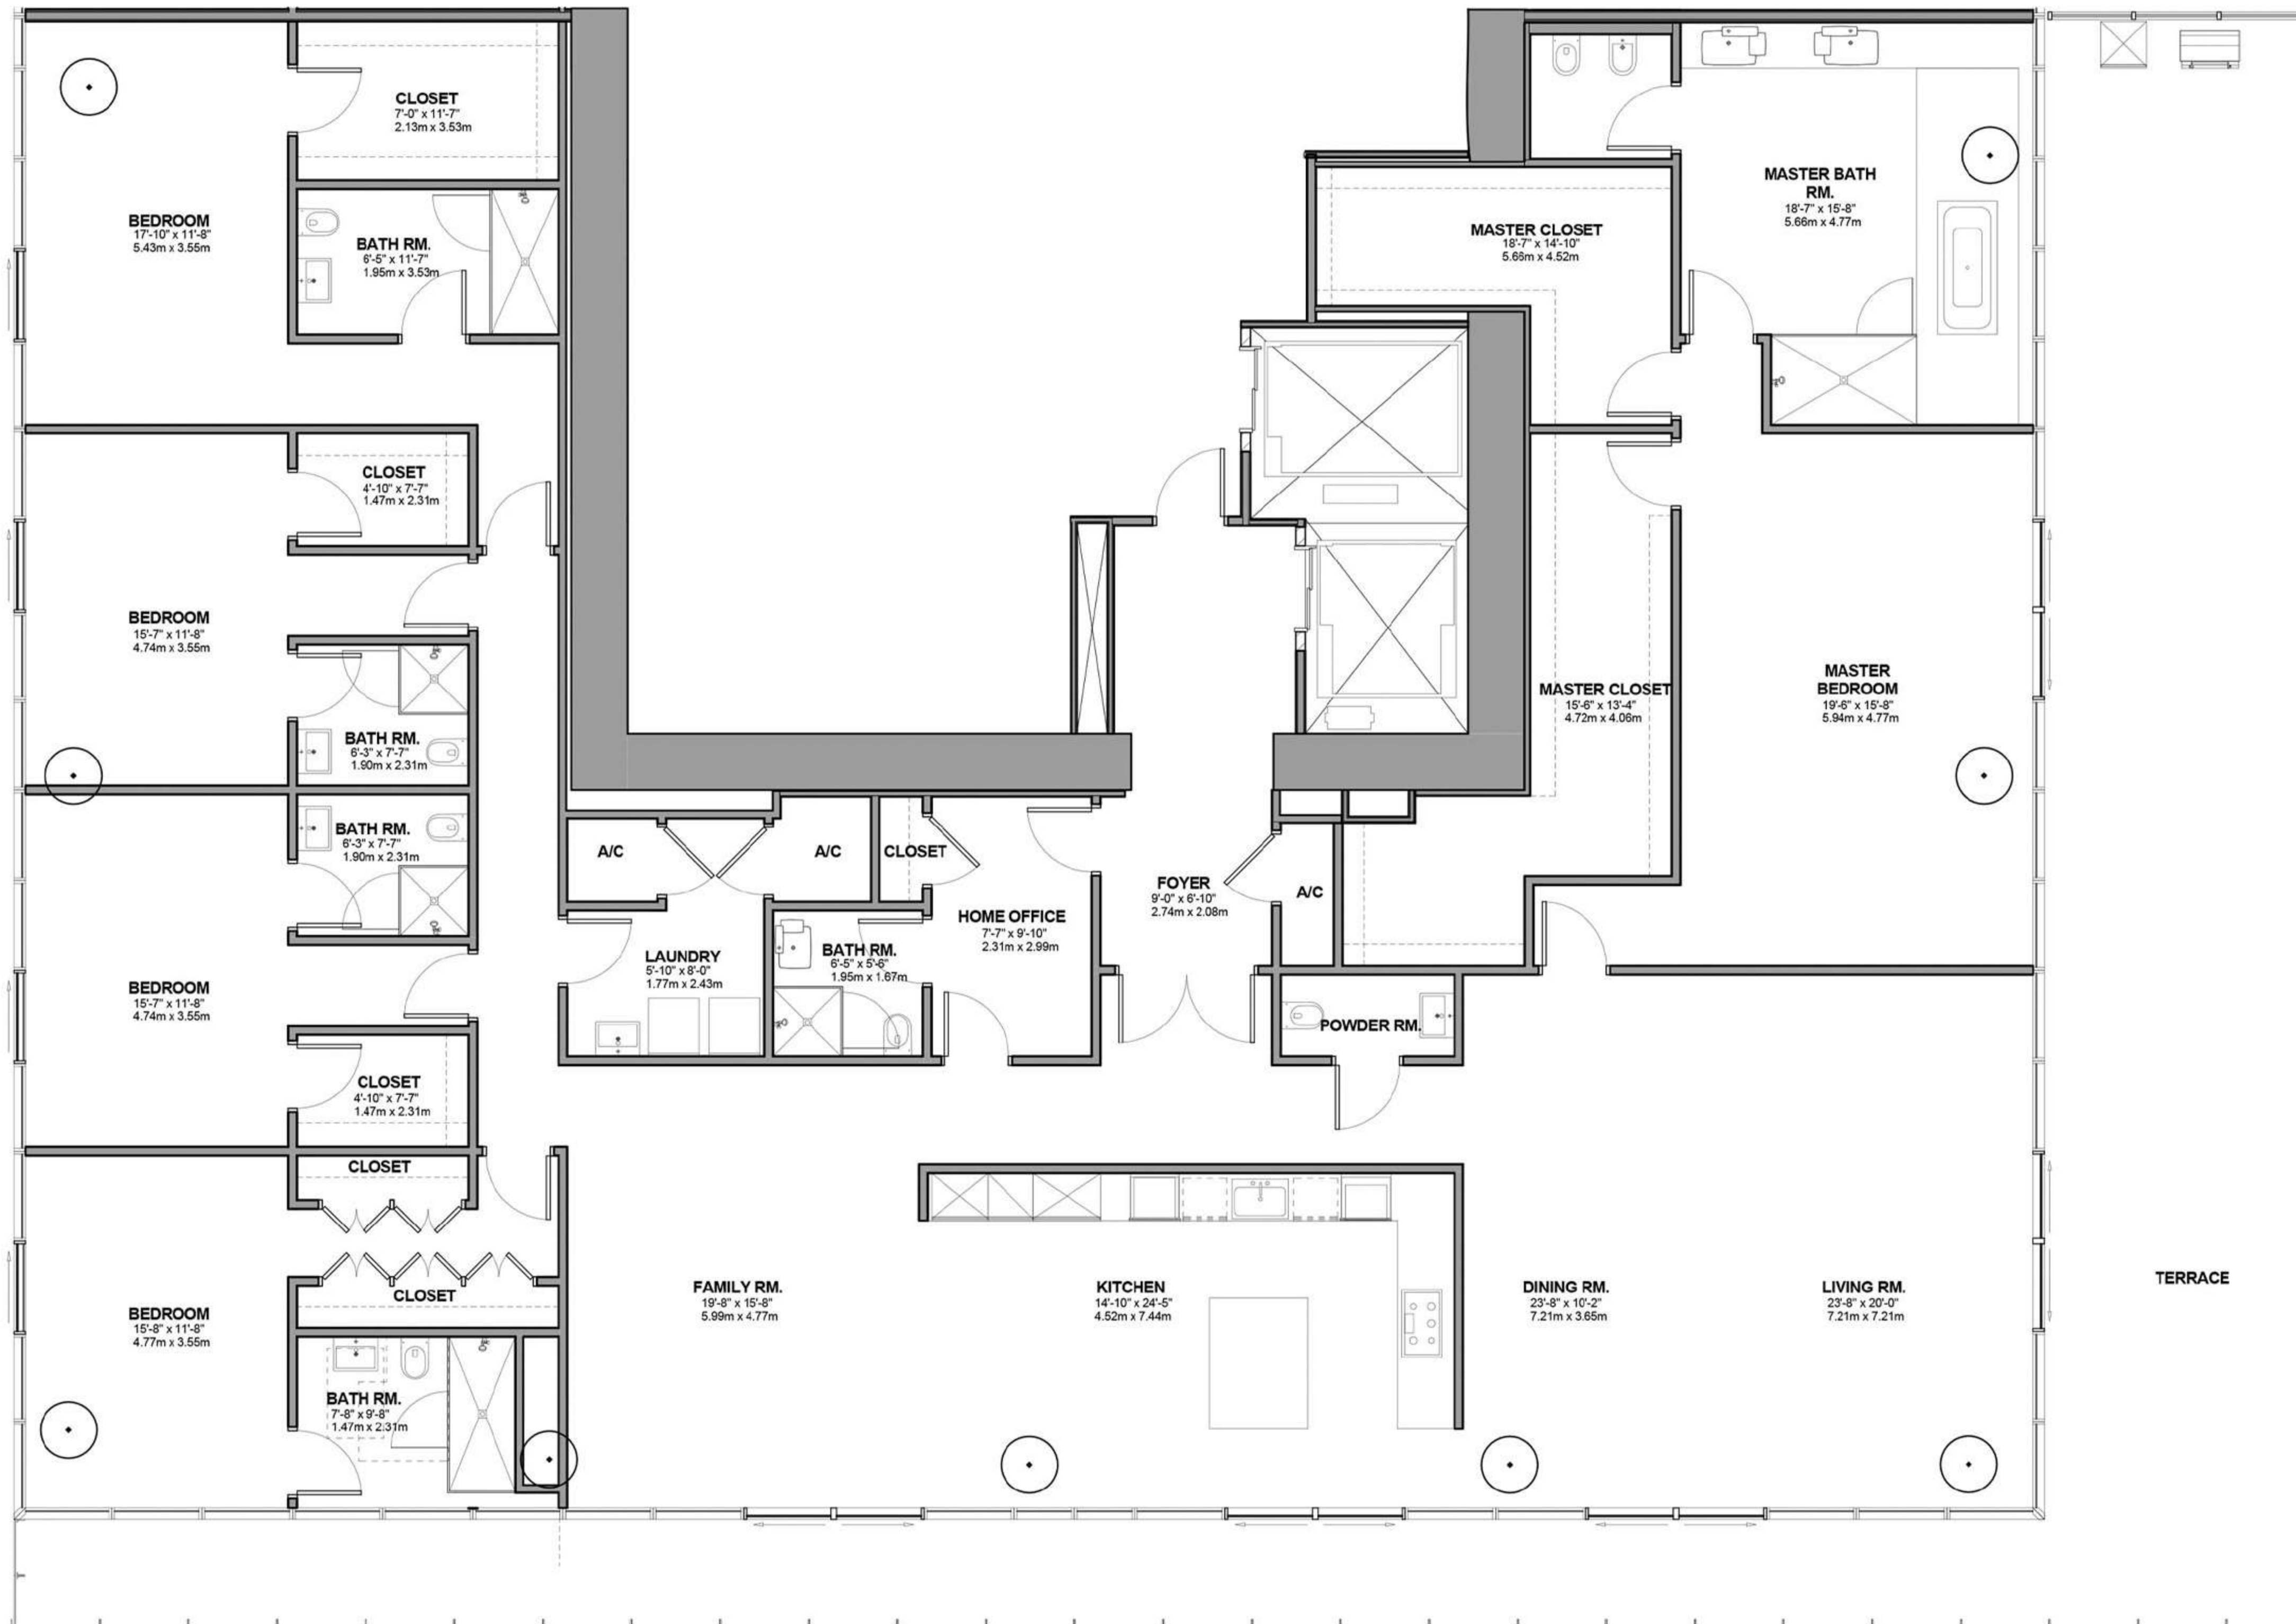 CLOSET
7'-0" x 11'-7"
2.13m x 3.53m
BEDROOM
17'-10" x 11'-8"
5.43m x 3.55m
BATH RM.
6'-5" x 11'-7"
1.95m x 3.53m
MASTER BATH
RM.
18'-7" x 15'-8"
5.66m x 4.77m
MASTER CLOSET
18'-7" x 14'-10"
5.66m x 4.52m
CLOSET
4'-10" x 7'-7"
1.47m x 2.31m
BEDROOM
15'-7" x 11'-8"
4.74m x 3.55m
BATH RM.
6'-3" x 7'-7"
1.90m x 2.31m
MASTER CLOSET
15'-6" x 13'-4"
4.72m x 4.06m
MASTER
BEDROOM
19'-6" x 15'-8"
5.94m x 4.77m
BATH RM.
6'-3" x 7'-7"
1.90m x 2.31m
A/C
A/C
CLOSET
FOYER
9'-0" x 6'-10"
2.74m x 2.08m
A/C
HOME OFFICE
7'-7" x 9'-10"
2.31m x 2.99m
BEDROOM
15'-7" x 11'-8"
4.74m x 3.55m
LAUNDRY
5'-10" x 8'-0"
1.77m x 2.43m
BATH RM.
6'-5" x 5'-6"
1.95m x 1.67m
POWDER RM.
CLOSET
4'-10" x 7'-7"
1.47m x 2.31m
CLOSET
CLOSET
BEDROOM
15'-8" x 11'-8"
4.77m x 3.55m
FAMILY RM.
19'-8" x 15'-8"
5.99m x 4.77m
KITCHEN
14'-10" x 24'-5"
4.52m x 7.44m
DINING RM.
23'-8" x 10'-2"
7.21m x 3.65m
LIVING RM.
23'-8" x 20'-0"
7.21m x 7.21m
TERRACE
BATH RM.
7'-8" x 9'-8"
1.47m x 2.31m